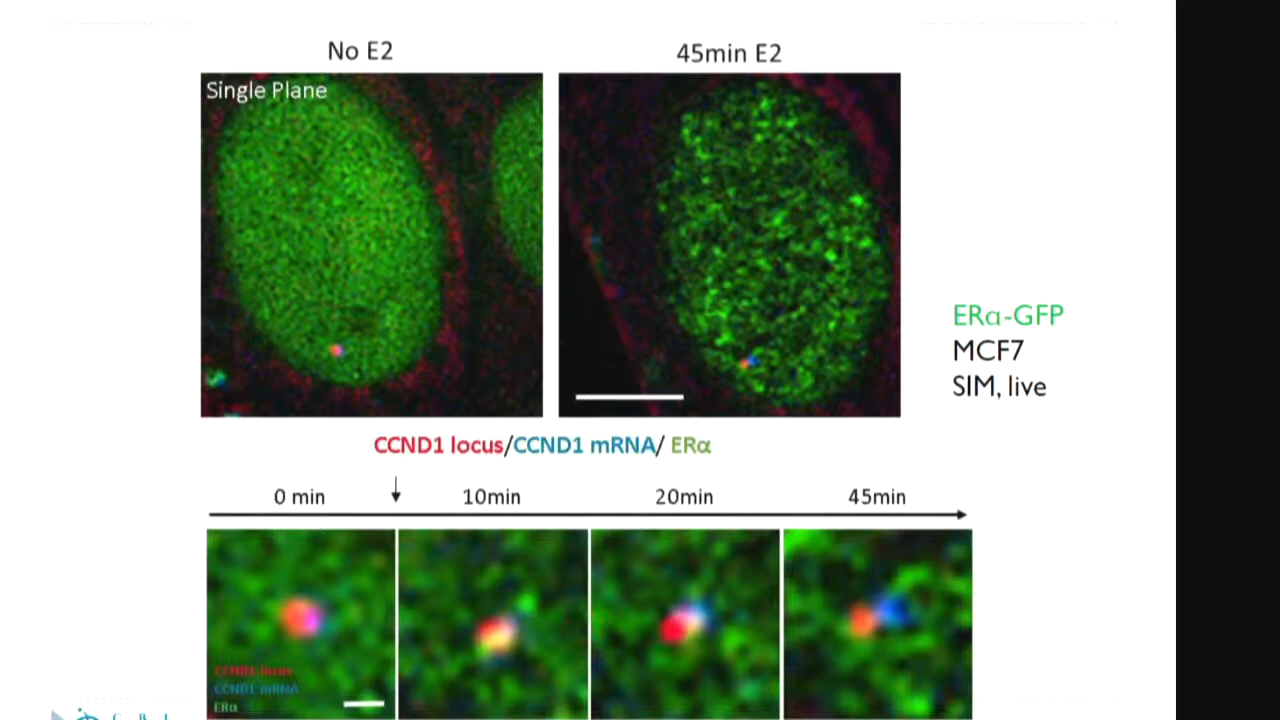 No E2
45min E2
Single Plane
ERα-GFP
MCF7
SIM, live
CCND1 locus/CCND1 mRNA/ ERα
0 min
10min
20min
45min
CCND1 locus
CCND1 mRNA
ERα